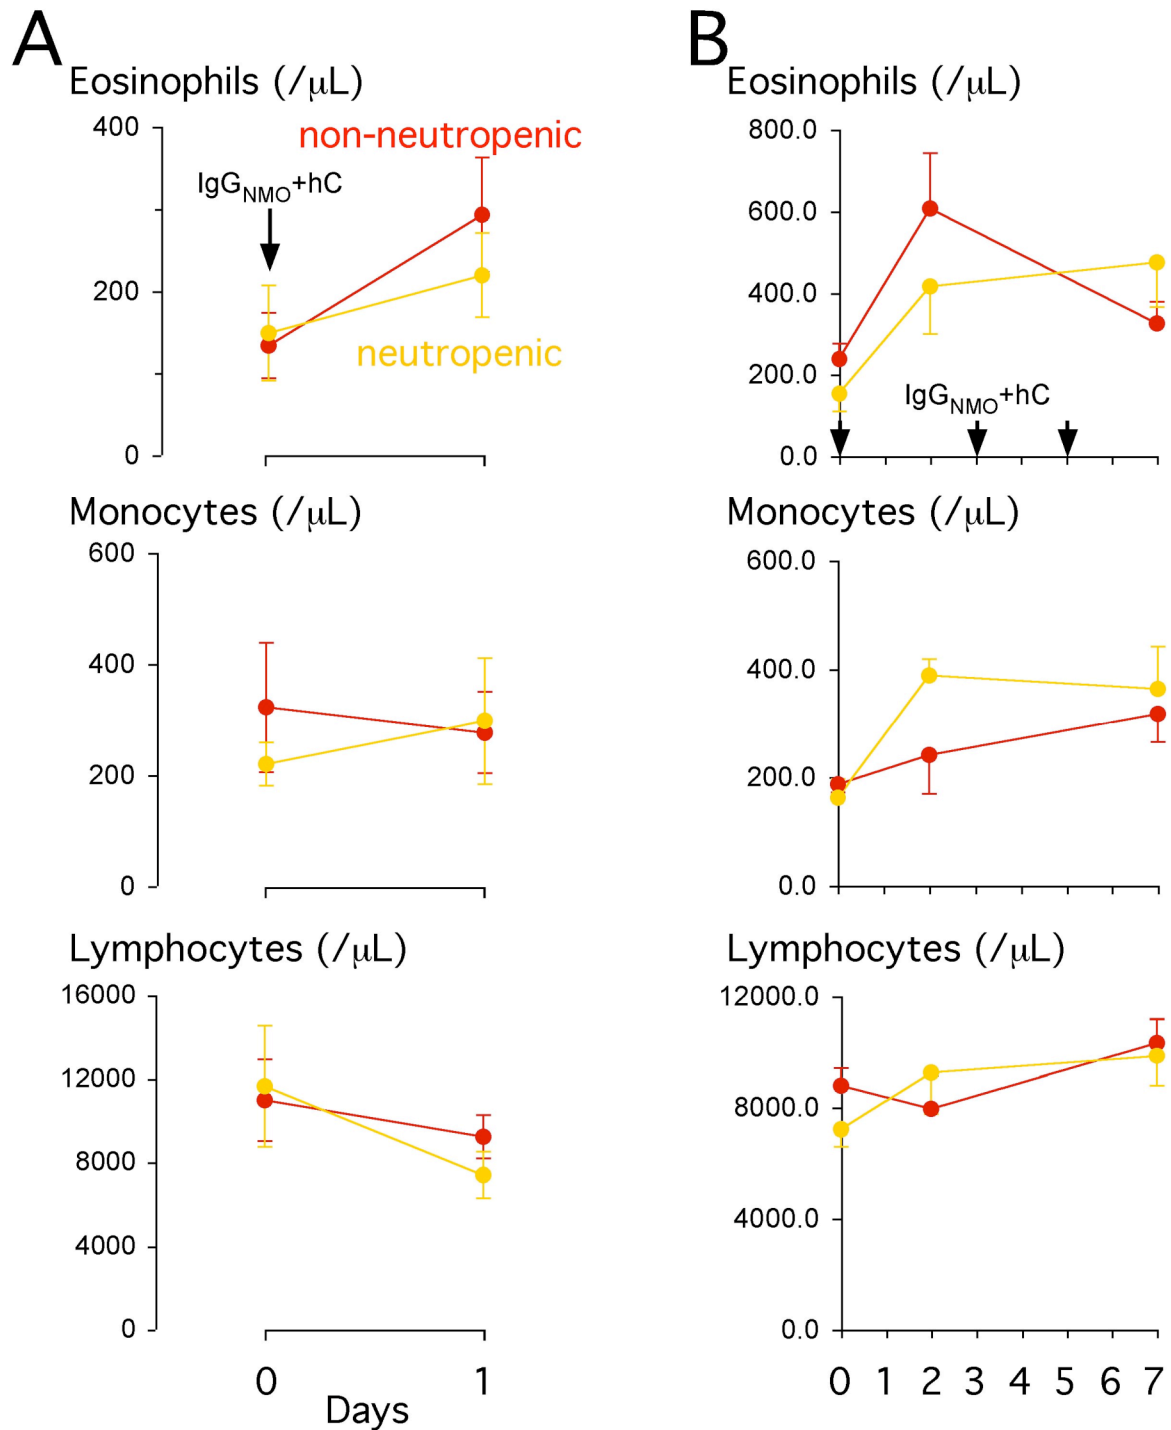 A
Eosinophils (/μL)
400
200
0
non-neutropenic
IgGNMO+hC
neutropenic
Monocytes (/μL)
600
400
200
0
Lymphocytes (/μL)
16000
12000
8000
4000
0
0 1
Days
B
Eosinophils (/μL)
800.0
600.0
400.0
200.0
0.0
IgGNMO+hC
Monocytes (/μL)
600.0
400.0
200.0
0.0
Lymphocytes (/μL)
12000.0
8000.0
4000.0
0.0
0 1 2 3 4 5 6 7